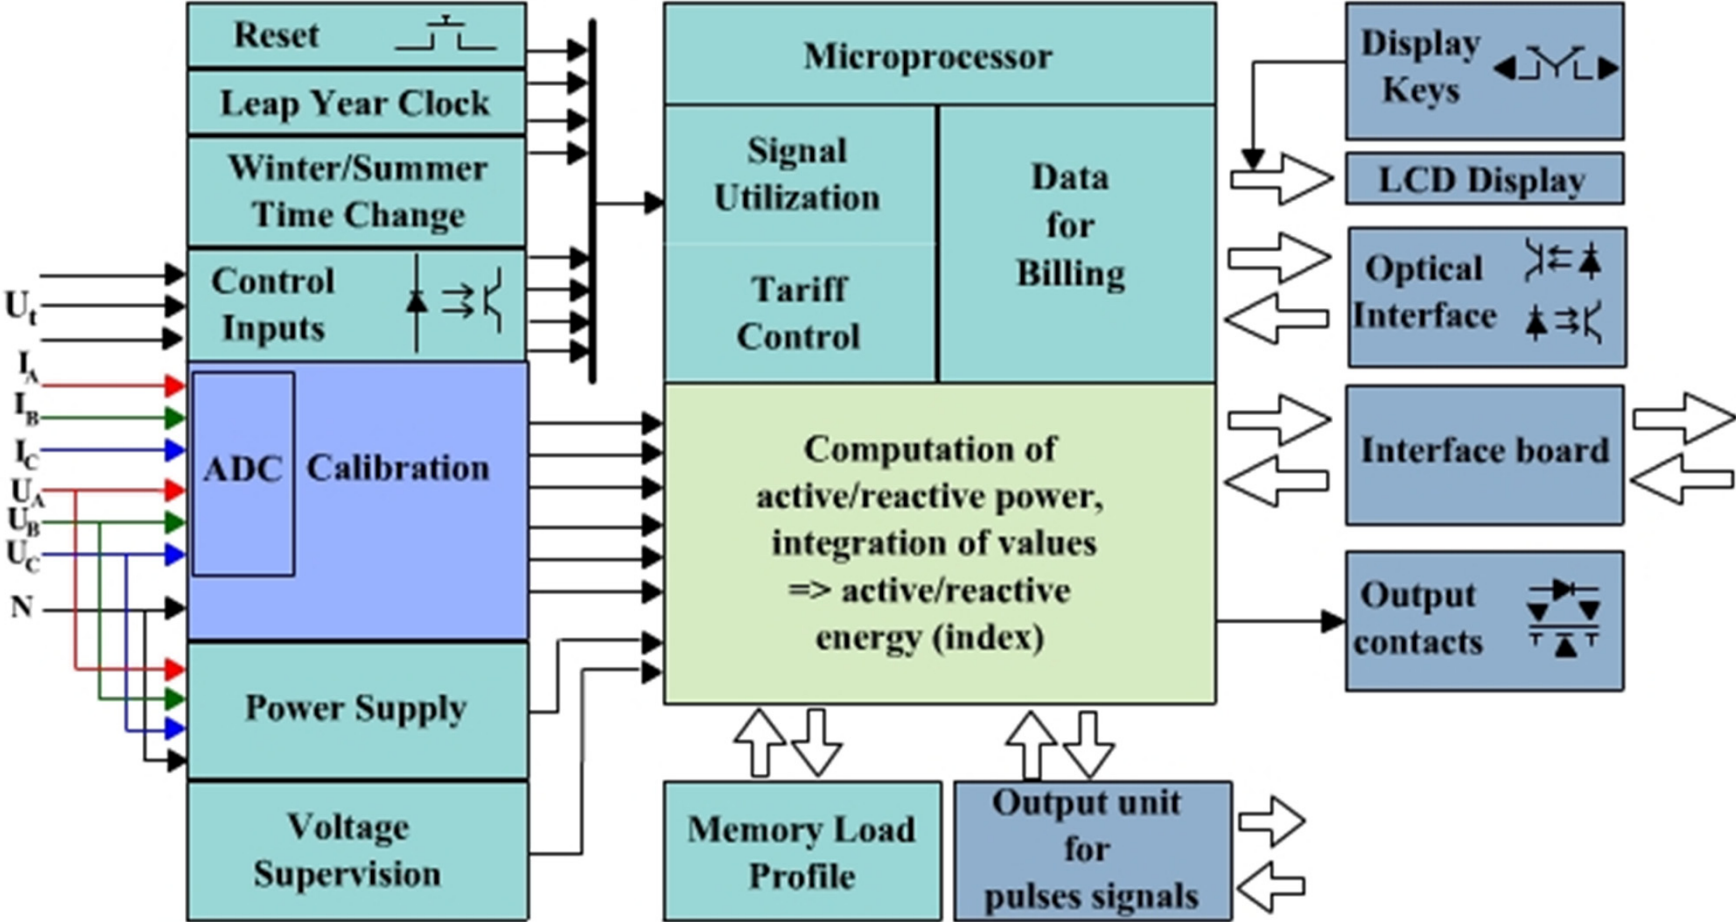 Reset
Leap Year Clock
Winter/Summer
Time Change
Control
Inputs
Ut
IA
IB
IC
UA
UB
UC
N
ADC
Calibration
Power Supply
Voltage
Supervision
Microprocessor
Signal
Utilization
Tariff
Control
Data
for
Billing
Computation of
active/reactive power,
integration of values
=> active/reactive
energy (index)
Memory Load
Profile
Output unit
for
pulses signals
Display
Keys
LCD Display
Optical
Interface
Interface board
Output
contacts